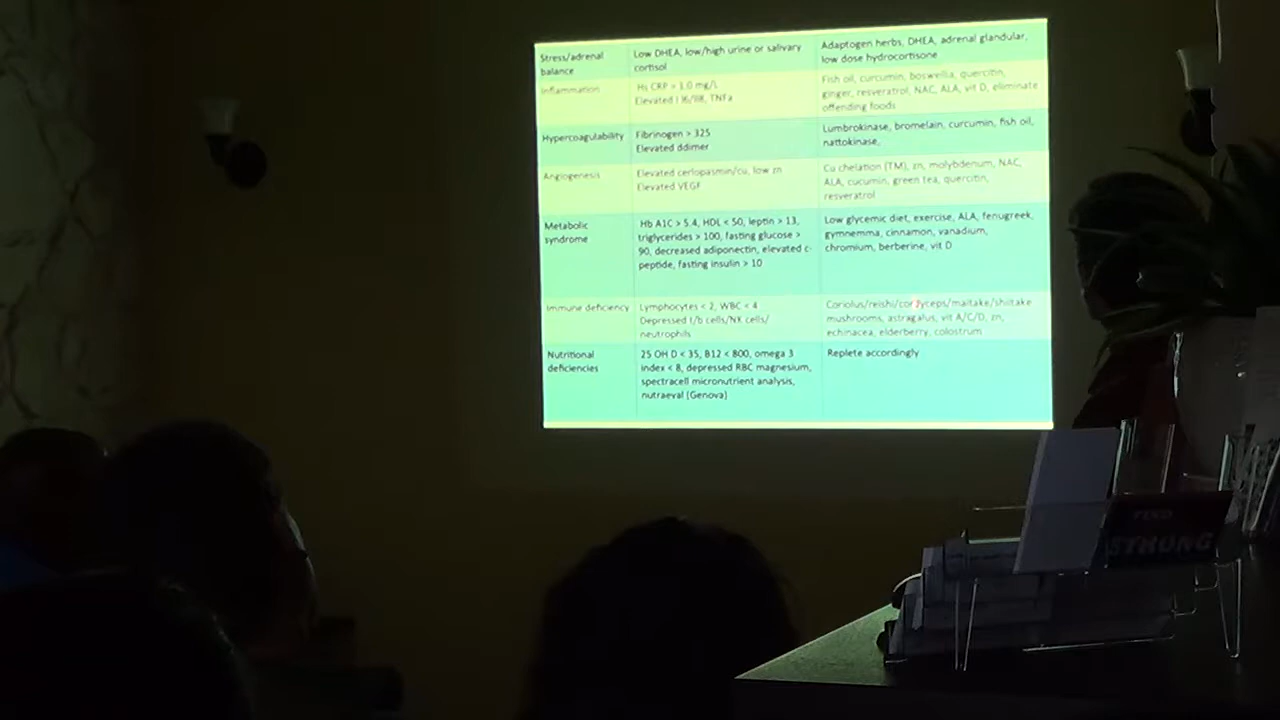 Stress/adrenal
balance
Low DHEA, low/high urine or salivary
cortisol
Adaptogen herbs, DHEA, adrenal glandular,
low dose hydrocortisone
Inflammation
Hs CRP > 1.0 mg/L
Elevated I l6/Il8, TNFa
Fish oil, curcumin, boswellia, quercitin,
ginger, resveratrol, NAC, ALA, vit D, eliminate
offending foods
Hypercoagulability
Fibrinogen > 325
Elevated ddimer
Lumbrokinase, bromelain, curcumin, fish oil,
nattokinase,
Angiogenesis
Elevated cerlopasmin/cu, low zn
Elevated VEGF
Cu chelation (TM), zn, molybdenum, NAC,
ALA, cucumin, green tea, quercitin,
resveratrol
Metabolic
syndrome
Hb A1C > 5.4, HDL < 50, leptin > 13,
triglycerides > 100, fasting glucose >
90, decreased adiponectin, elevated c-
peptide, fasting insulin > 10
Low glycemic diet, exercise, ALA, fenugreek,
gymnemma, cinnamon, vanadium,
chromium, berberine, vit D
Immune deficiency
Lymphocytes < 2, WBC < 4
Depressed t/b cells/NK cells/
neutrophils
Coriolus/reishi/cordyceps/maitake/shiitake
mushrooms, astragalus, vit A/C/D, zn,
echinacea, elderberry, colostrum
Nutritional
deficiencies
25 OH D < 35, B12 < 800, omega 3
index < 8, depressed RBC magnesium,
spectracell micronutrient analysis,
nutraeval (Genova)
Replete accordingly
FIND
STRONG